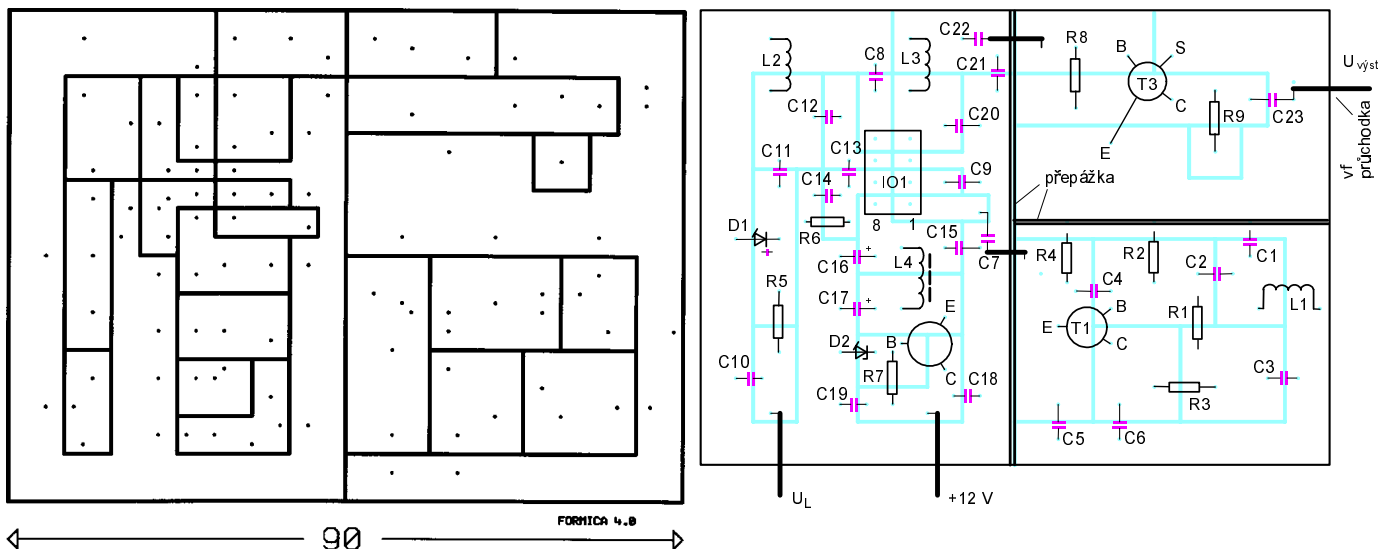 FORMICA 4.0
90
C22
R8
B
S
L2
C8
L3
C21
T3
U výst
C12
C
C20
R9
C23
E
vf průchodka
C11
C13
C14
IO1
C9
přepážka
8
1
D1
R6
C15
C7
R4
R2
C1
C16
L4
C4
C2
R5
C17
B
R1
L1
E
T1
E
D2
B
C
C10
R7
C
C18
C3
C19
R3
C5
C6
UL
+12 V
+
+
+